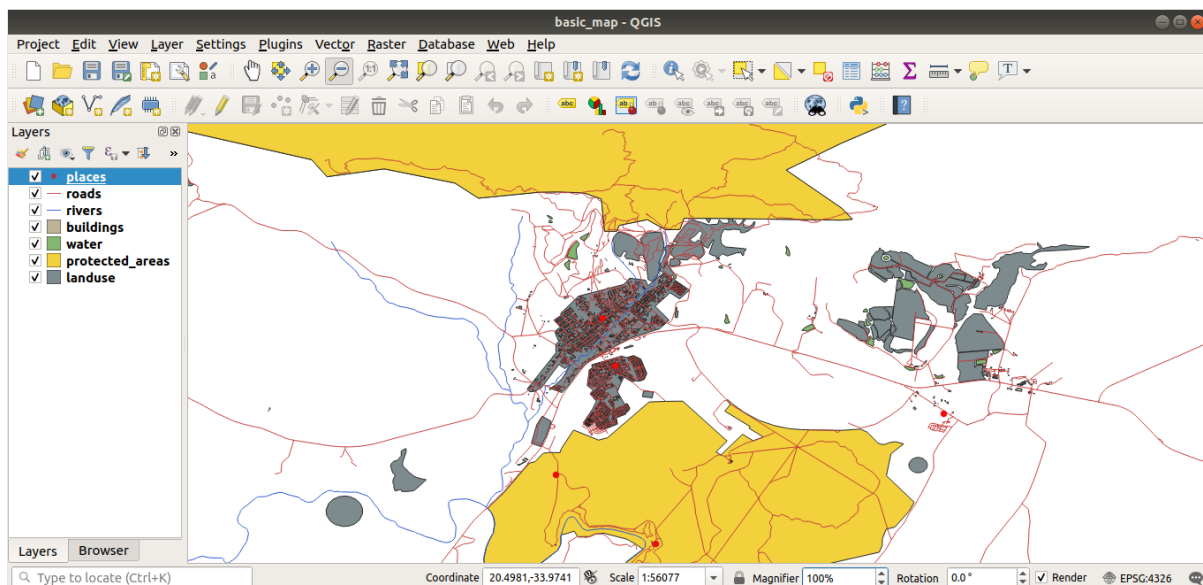 basic_map - QGIS
Project Edit View Layer Settings Plugins Vector Raster Database Web Help
Layers
places
roads
rivers
buildings
water
protected_areas
landuse
Layers Browser
Type to locate (Ctrl+K) Coordinate 20.4981,-33.9741 Scale 1:56077 Magnifier 100% Rotation 0.0° Render EPSG:4326